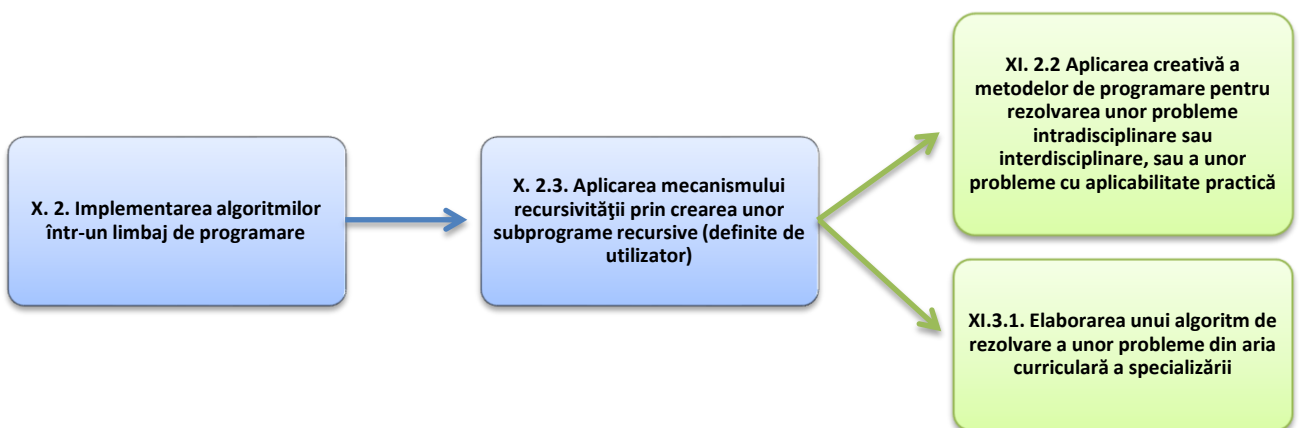 X. 2. Implementarea algoritmilor
într-un limbaj de programare
X. 2.3. Aplicarea mecanismului
recursivităţii prin crearea unor
subprograme recursive (definite de
utilizator)
XI. 2.2 Aplicarea creativă a
metodelor de programare pentru
rezolvarea unor probleme
intradisciplinare sau
interdisciplinare, sau a unor
probleme cu aplicabilitate practică
XI.3.1. Elaborarea unui algoritm de
rezolvare a unor probleme din aria
curriculară a specializării